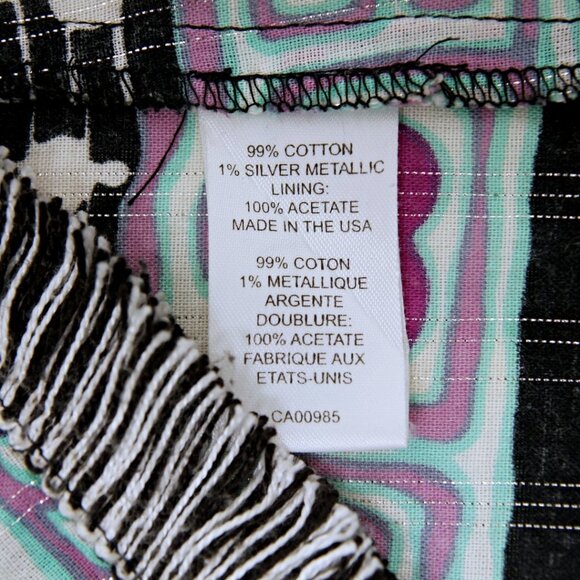 99% COTTON
1% SILVER METALLIC
LINING:
100% ACETATE
MADE IN THE USA
99% COTON
1% METALLIQUE
ARGENTE
DOUBLURE:
100% ACETATE
FABRIQUE AUX
ETATS-UNIS
CA00985